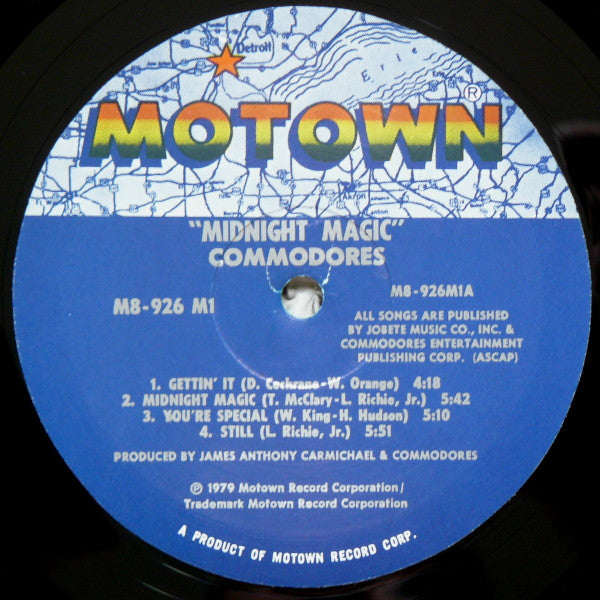 Detroit
Erie
MOTOWN®
Akron
"MIDNIGHT MAGIC"
COMMODORES
M8-926 M1
M8-926M1A
ALL SONGS ARE PUBLISHED
BY JOBETE MUSIC CO., INC. &
COMMODORES ENTERTAINMENT
PUBLISHING CORP. (ASCAP)
1. GETTIN' IT (D. Cochrane-W. Orange) 4:18
2. MIDNIGHT MAGIC (T. McClary-L. Richie, Jr.) 5:42
3. YOU'RE SPECIAL (W. King-H. Hudson) 5:10
4. STILL (L. Richie, Jr.) 5:51
PRODUCED BY JAMES ANTHONY CARMICHAEL & COMMODORES
℗ 1979 Motown Record Corporation/
Trademark Motown Record Corporation
A PRODUCT OF MOTOWN RECORD CORP.